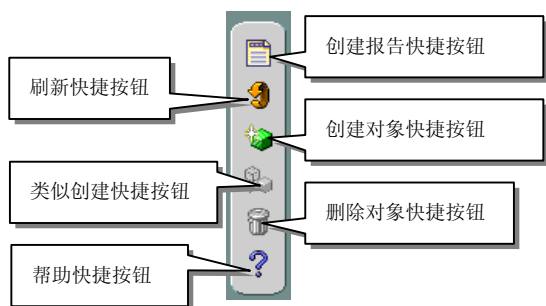 创建报告快捷按钮
刷新快捷按钮
创建对象快捷按钮
类似创建快捷按钮
删除对象快捷按钮
帮助快捷按钮